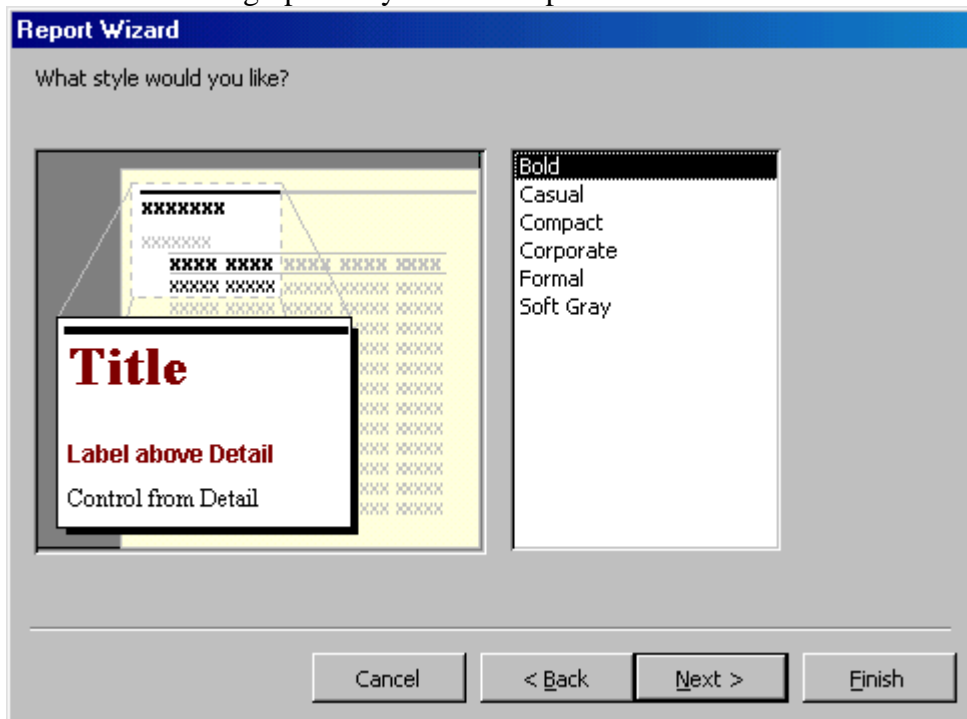 Report Wizard
What style would you like?
xxxxxxx
xxxxxxx
xxxx xxxx xxxx xxxx xxxx
xxxxx xxxxx xxxxx xxxxx xxxxx
Title
Label above Detail
Control from Detail
Bold
Casual
Compact
Corporate
Formal
Soft Gray
Cancel
< Back
Next >
Finish